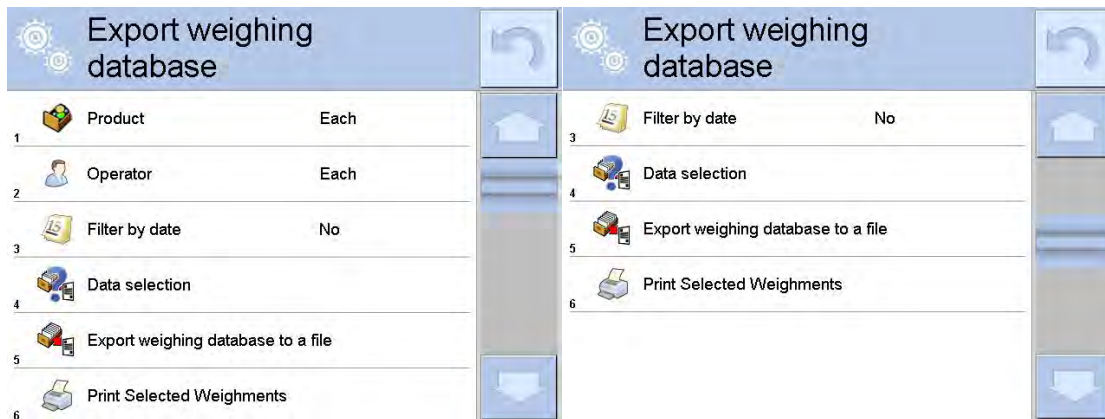 Export weighing
database
Product Each
1
Operator Each
2
15
Filter by date No
3
Data selection
4
Export weighing database to a file
5
Print Selected Weighments
6
Export weighing
database
15
Filter by date No
3
Data selection
4
Export weighing database to a file
5
Print Selected Weighments
6